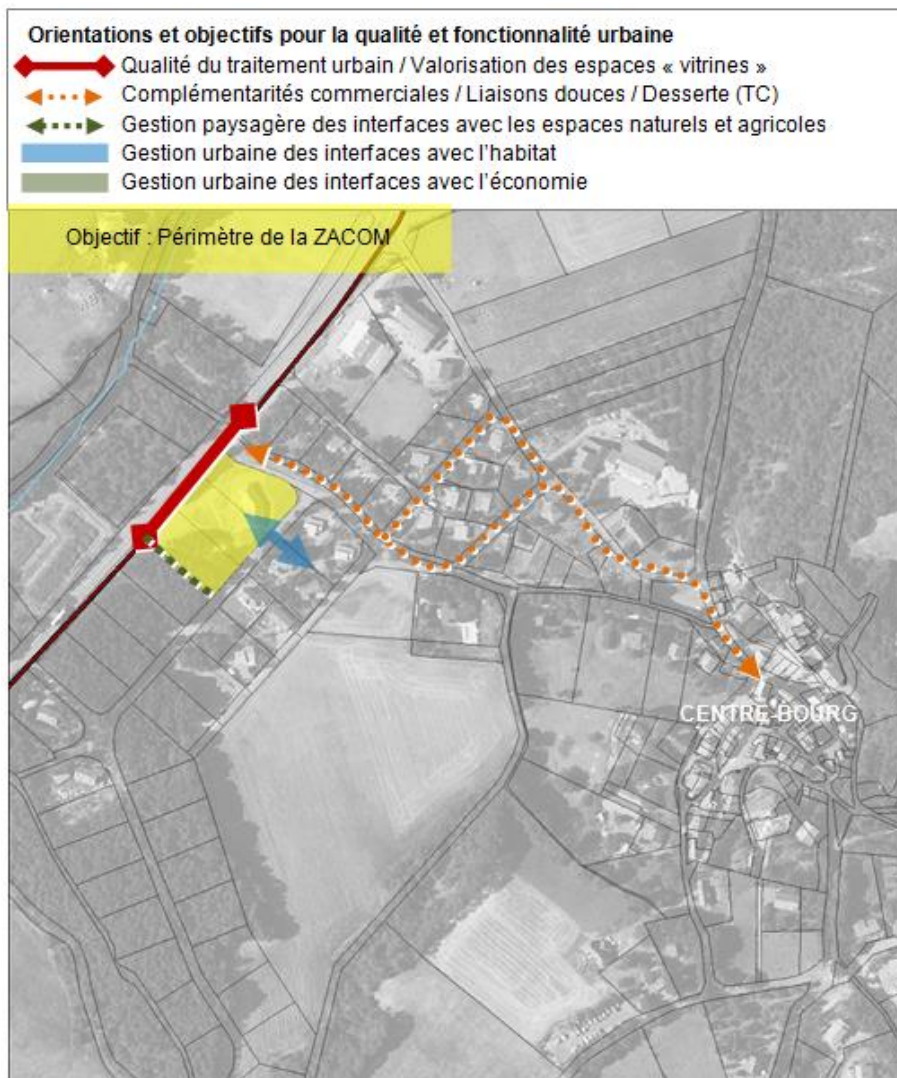 Orientations et objectifs pour la qualité et fonctionnalité urbaine
Qualité du traitement urbain / Valorisation des espaces « vitrines »
Complémentarités commerciales / Liaisons douces / Desserte (TC)
Gestion paysagère des interfaces avec les espaces naturels et agricoles
Gestion urbaine des interfaces avec l'habitat
Gestion urbaine des interfaces avec l'économie
Objectif : Périmètre de la ZACOM
CENTRE-BOURG